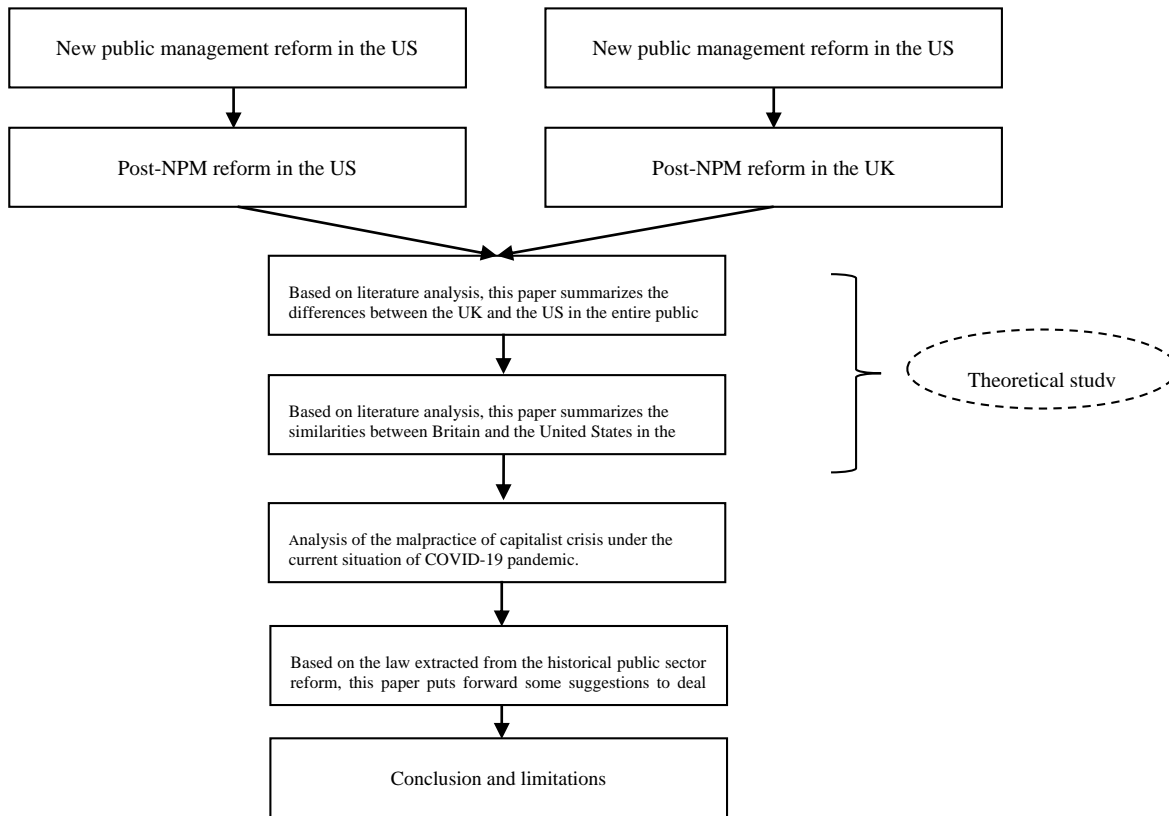 New public management reform in the US
New public management reform in the US
Post-NPM reform in the US
Post-NPM reform in the UK
Based on literature analysis, this paper summarizes the
differences between the UK and the US in the entire public
Theoretical study
Based on literature analysis, this paper summarizes the
similarities between Britain and the United States in the
Analysis of the malpractice of capitalist crisis under the
current situation of COVID-19 pandemic.
Based on the law extracted from the historical public sector
reform, this paper puts forward some suggestions to deal
Conclusion and limitations